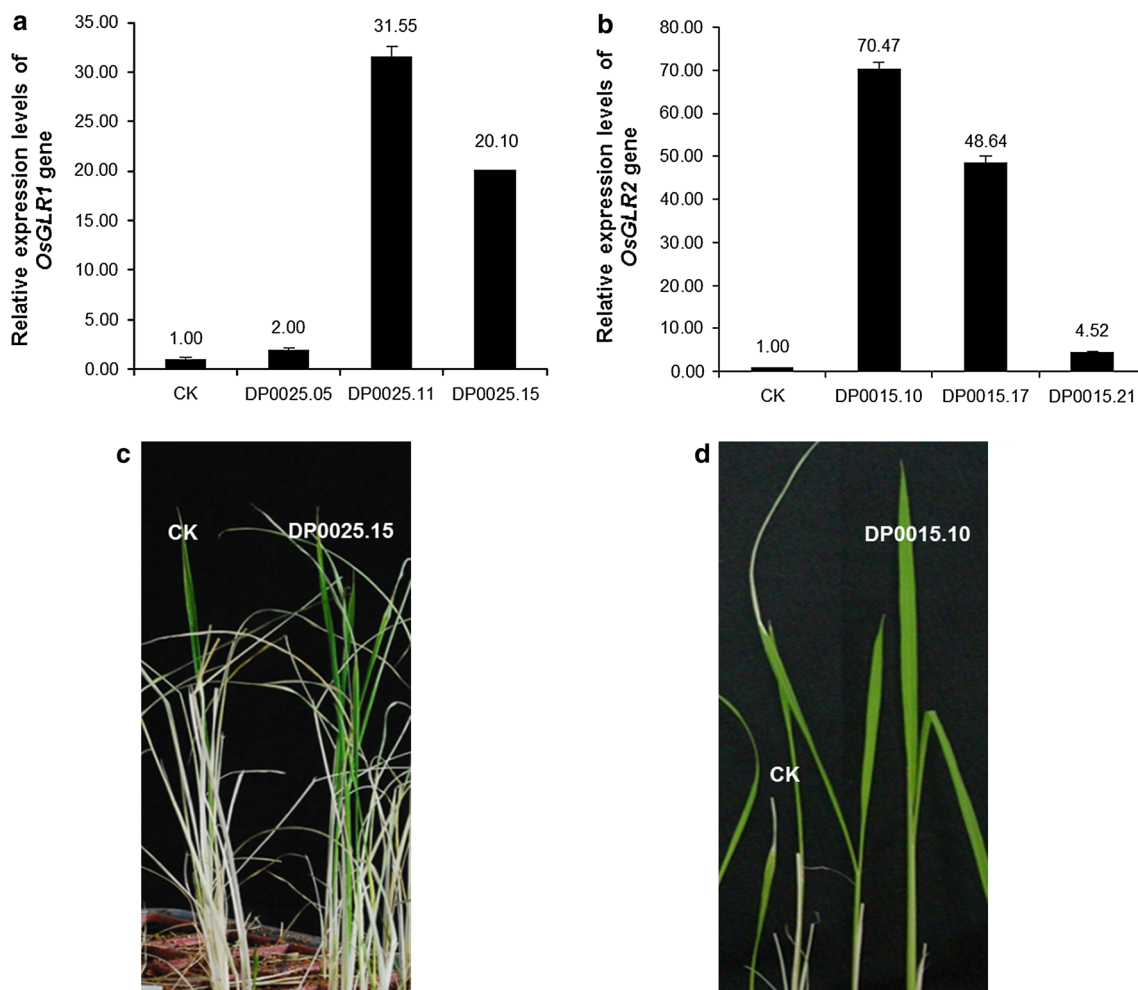 a
Relative expression levels of
OsGLR1 gene
35.00
30.00
25.00
20.00
15.00
10.00
5.00
0.00
1.00
2.00
31.55
20.10
CK
DP0025.05
DP0025.11
DP0025.15
b
Relative expression levels of
OsGLR2 gene
80.00
70.00
60.00
50.00
40.00
30.00
20.00
10.00
0.00
1.00
70.47
48.64
4.52
CK
DP0015.10
DP0015.17
DP0015.21
c
CK
DP0025.15
d
DP0015.10
CK